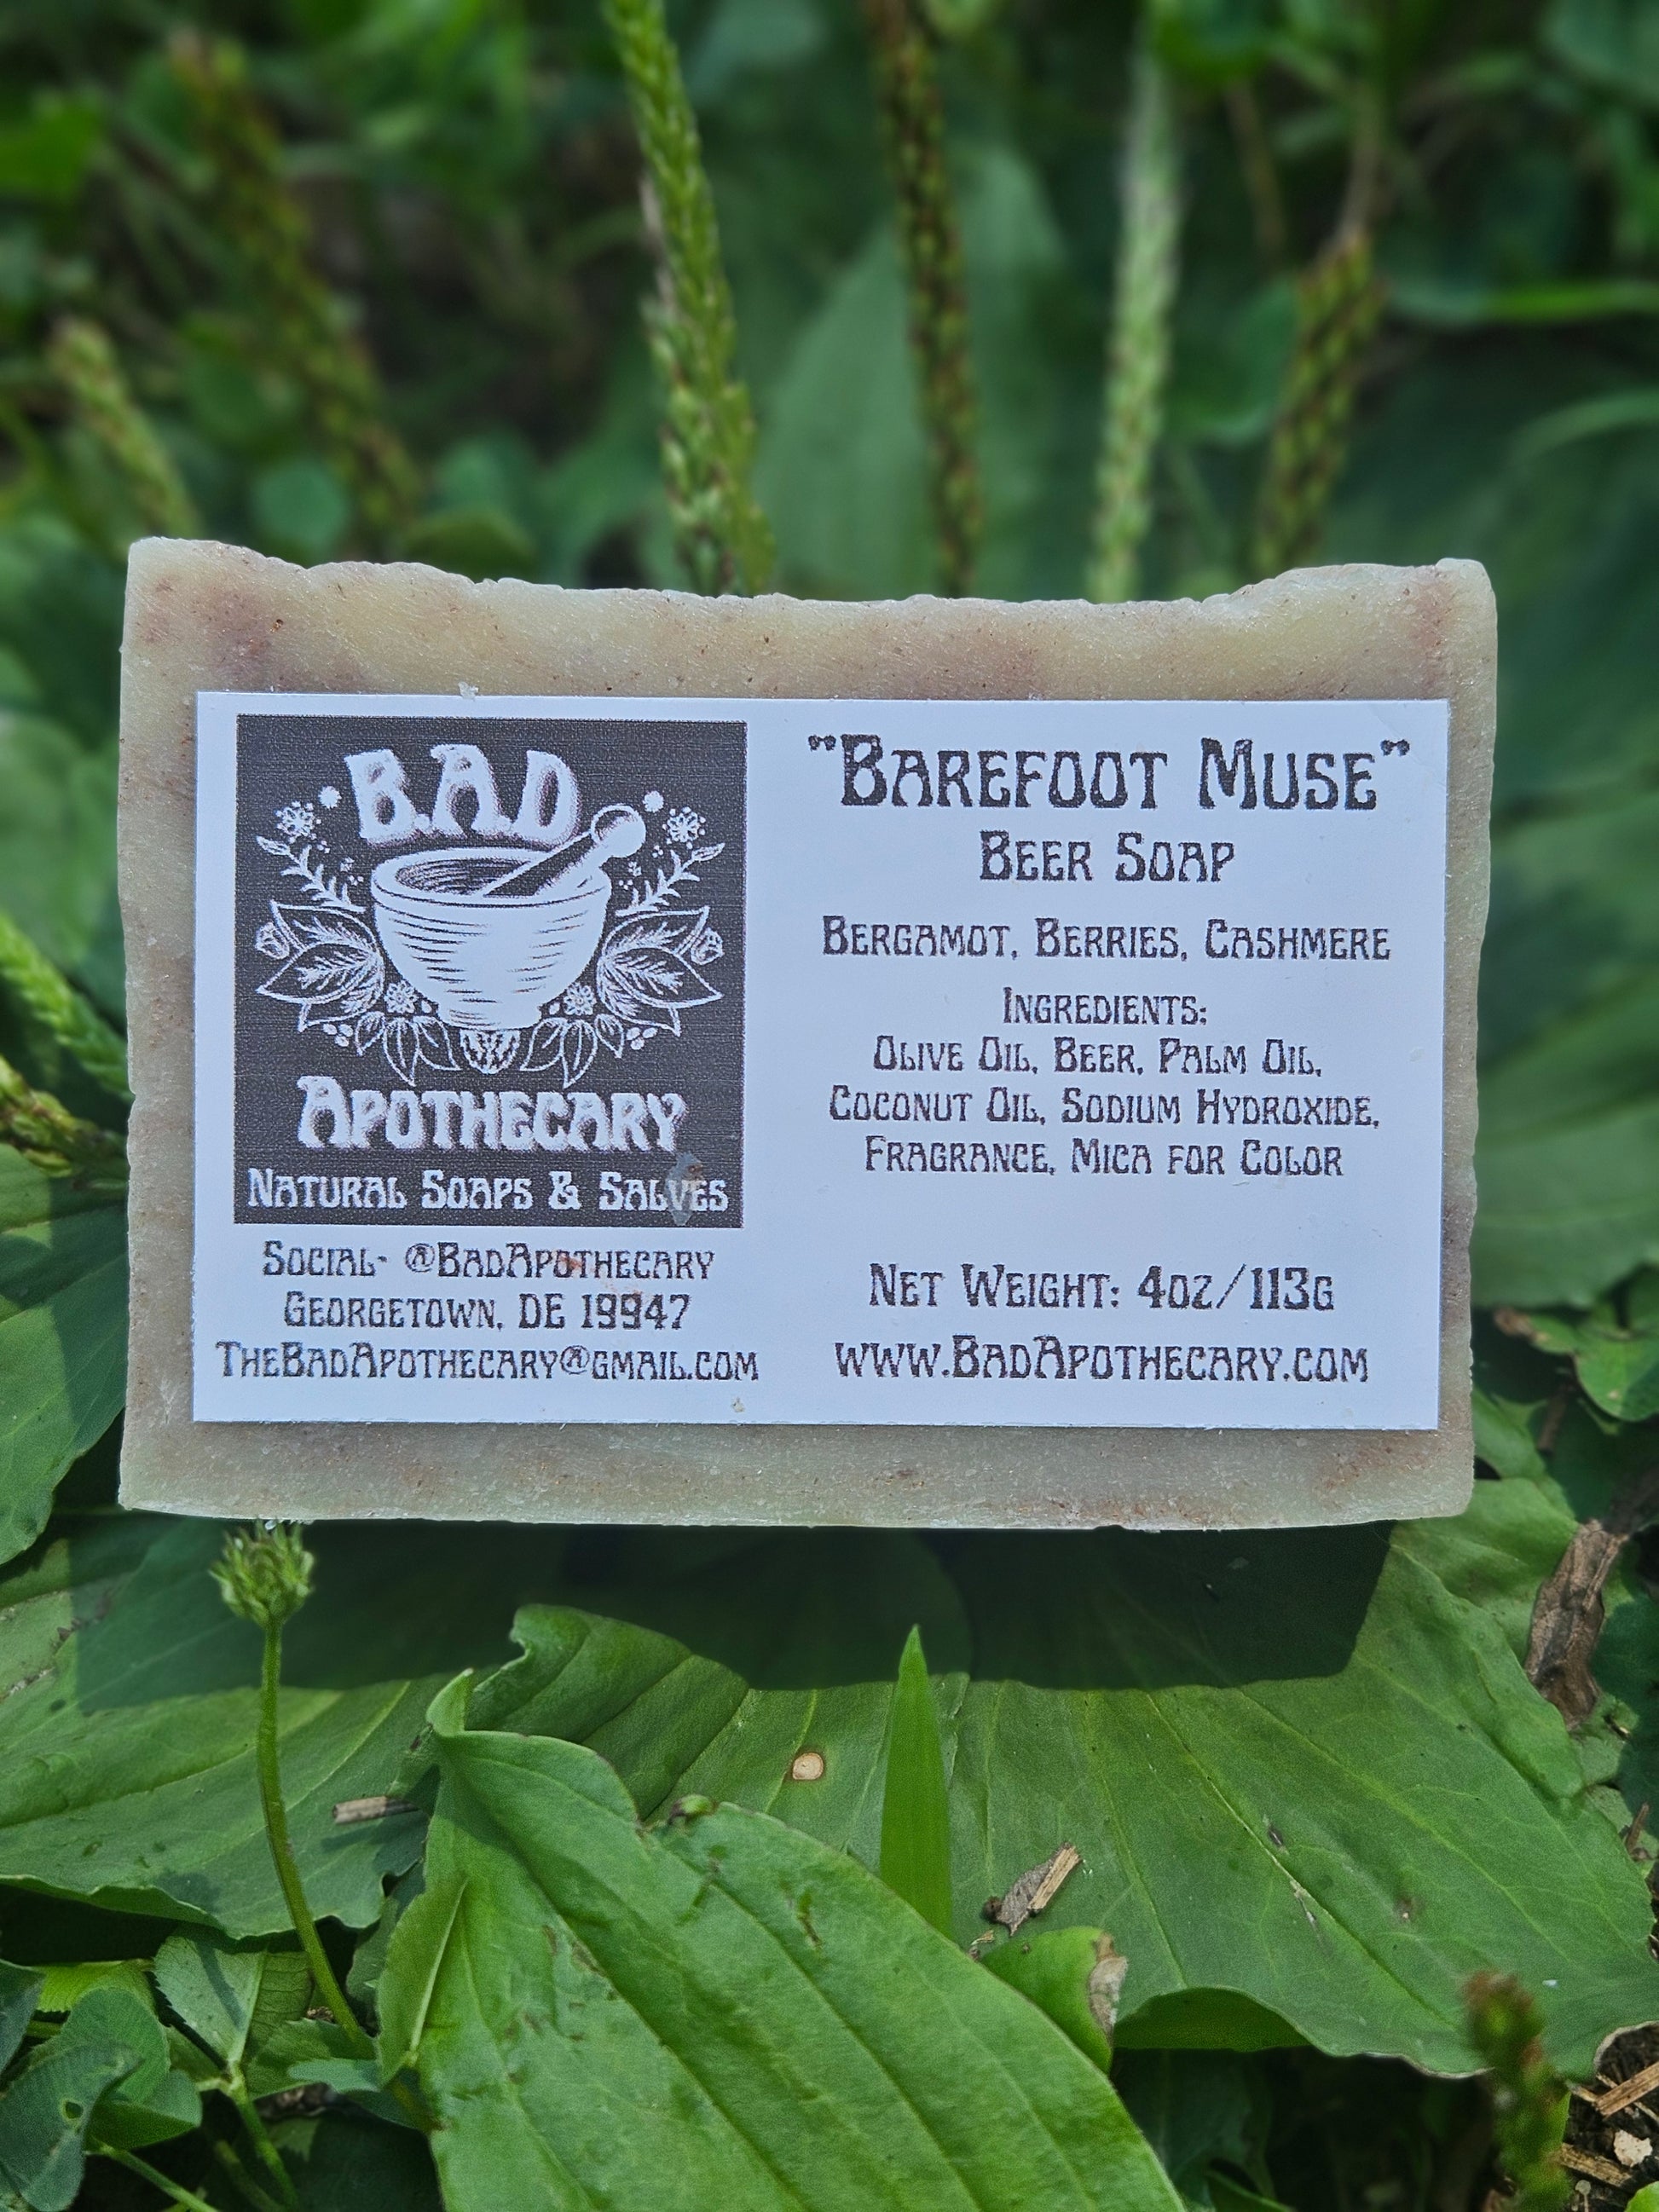 B.A.D
Apothecary
Natural Soaps & Salves
Social- @BadApothecary
Georgetown, DE 19947
TheBadApothecary@gmail.com
"Barefoot Muse"
Beer Soap
Bergamot, Berries, Cashmere
Ingredients:
Olive Oil, Beer, Palm Oil,
Coconut Oil, Sodium Hydroxide,
Fragrance, Mica for Color
Net Weight: 4oz/113g
www.BadApothecary.com